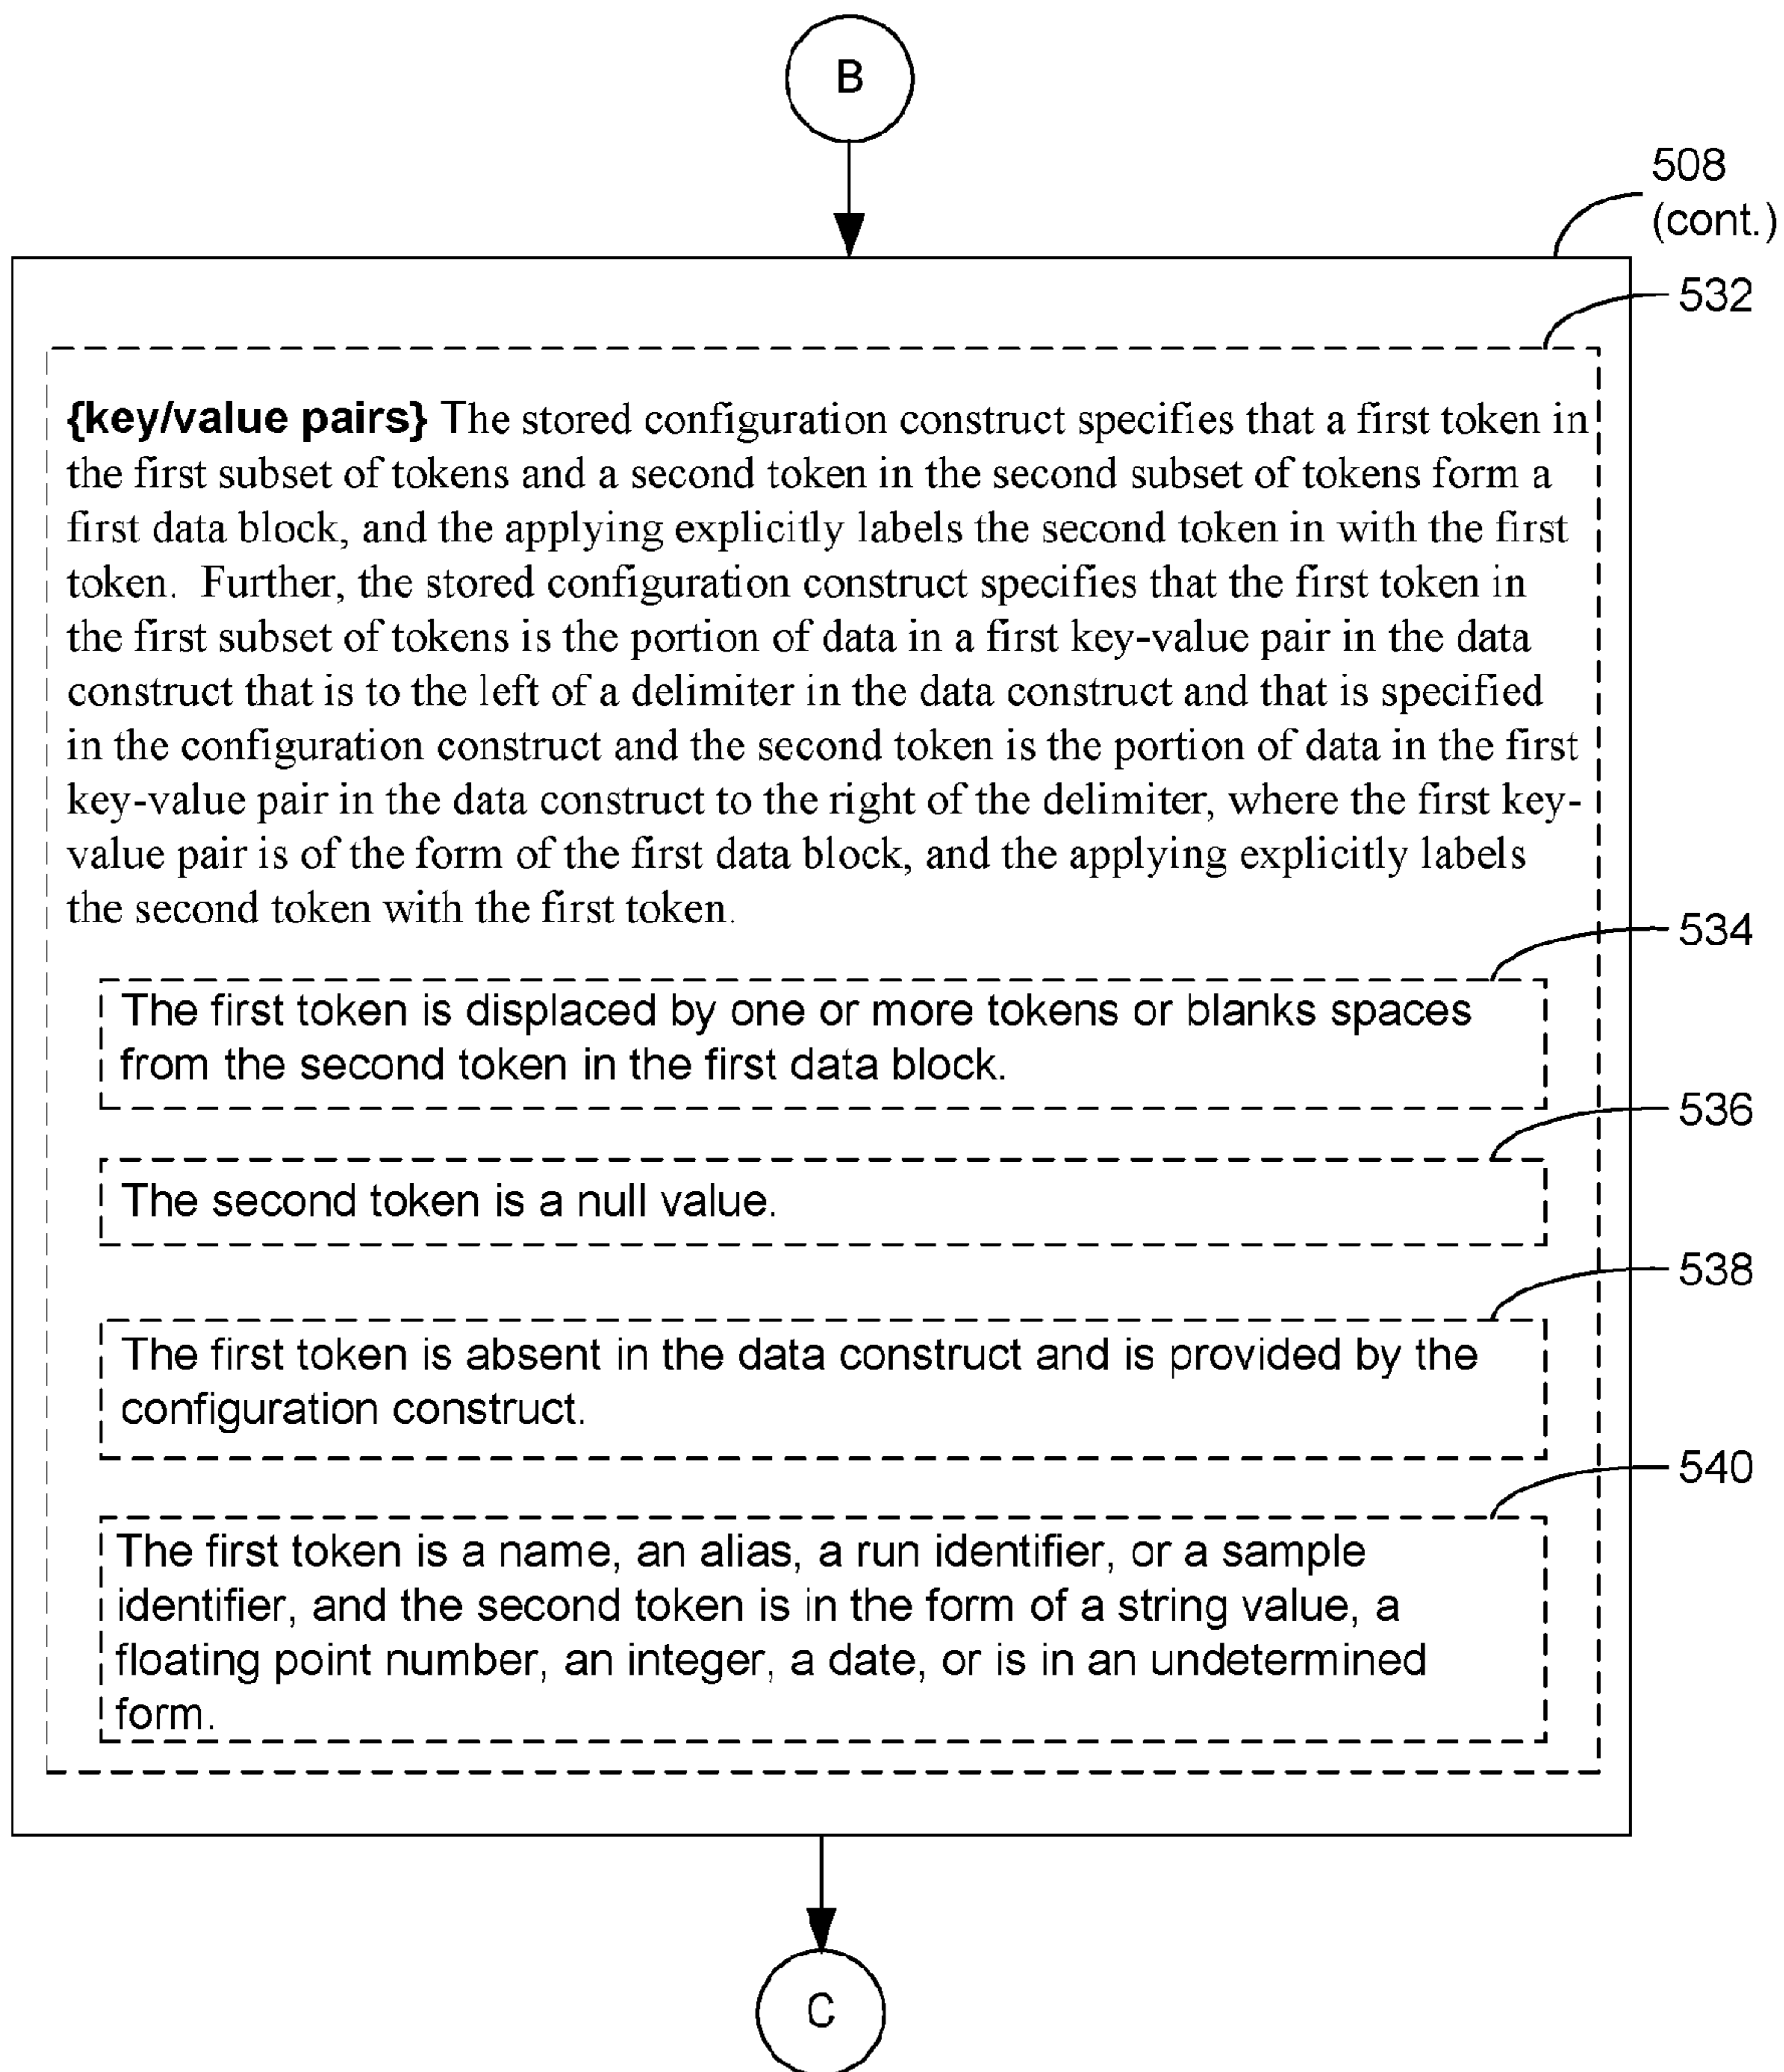 B
508
(cont.)
532
{key/value pairs} The stored configuration construct specifies that a first token in
the first subset of tokens and a second token in the second subset of tokens form a
first data block, and the applying explicitly labels the second token in with the first
token. Further, the stored configuration construct specifies that the first token in
the first subset of tokens is the portion of data in a first key-value pair in the data
construct that is to the left of a delimiter in the data construct and that is specified
in the configuration construct and the second token is the portion of data in the first
key-value pair in the data construct to the right of the delimiter, where the first key-
value pair is of the form of the first data block, and the applying explicitly labels
the second token with the first token.
534
The first token is displaced by one or more tokens or blanks spaces
from the second token in the first data block.
536
The second token is a null value.
538
The first token is absent in the data construct and is provided by the
configuration construct.
540
The first token is a name, an alias, a run identifier, or a sample
identifier, and the second token is in the form of a string value, a
floating point number, an integer, a date, or is in an undetermined
form.
C